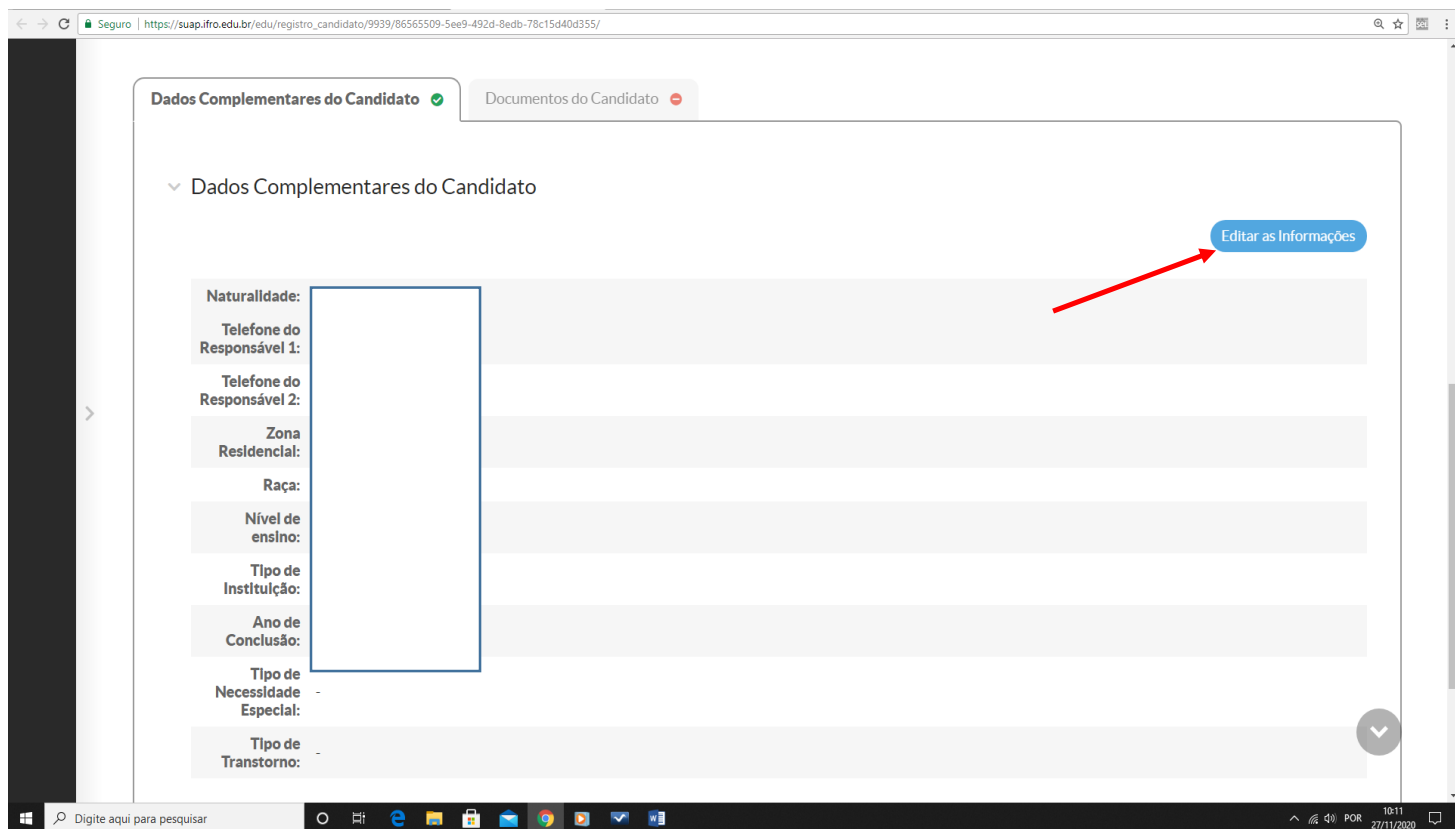 Seguro | https://suap.ifro.edu.br/edu/registro_candidato/9939/86565509-5ee9-492d-8edb-78c15d40d355/
Dados Complementares do Candidato
Documentos do Candidato
Dados Complementares do Candidato
Editar as Informações
Naturalidade:
Telefone do
Responsável 1:
Telefone do
Responsável 2:
Zona
Residencial:
Raça:
Nível de
ensino:
Tipo de
Instituição:
Ano de
Conclusão:
Tipo de
Necessidade -
Especial:
Tipo de
Transtorno: -
Digite aqui para pesquisar
POR
10:11
27/11/2020